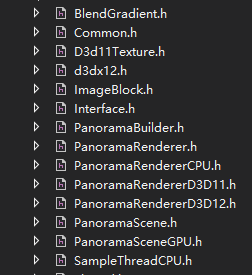 BlendGradient.h
Common.h
D3d11Texture.h
d3dx12.h
ImageBlock.h
Interface.h
PanoramaBuilder.h
PanoramaRenderer.h
PanoramaRendererCPU.h
PanoramaRendererD3D11.h
PanoramaRendererD3D12.h
PanoramaScene.h
PanoramaSceneGPU.h
SampleThreadCPU.h